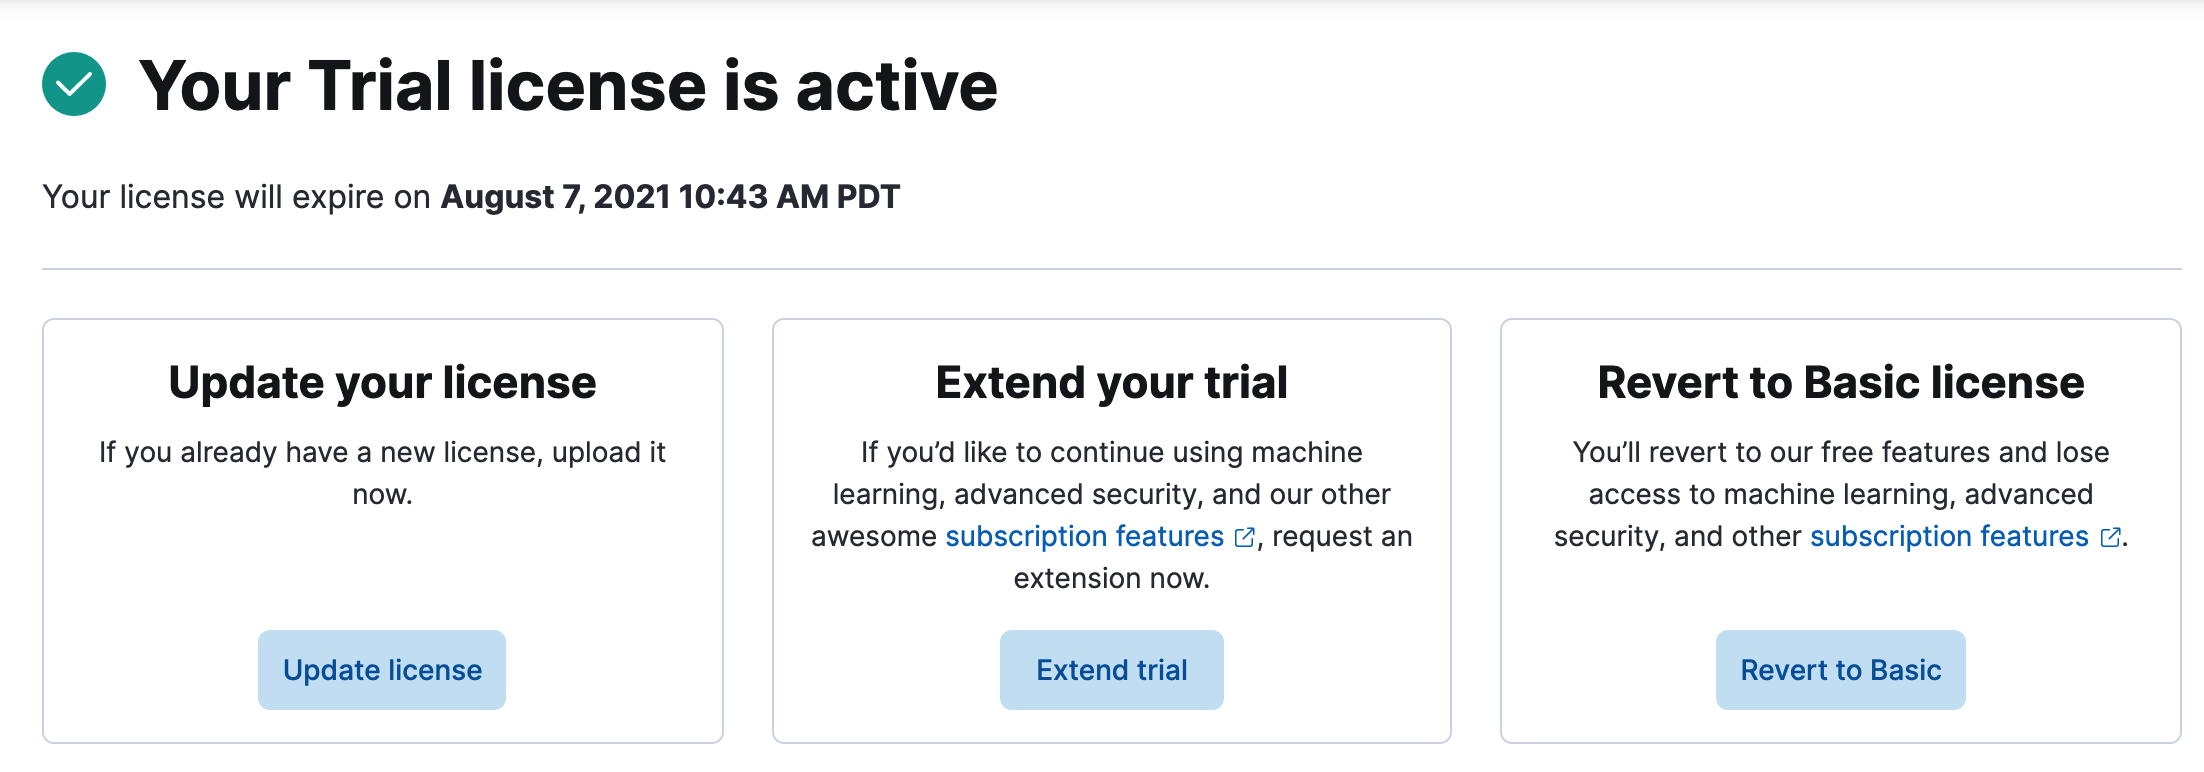 Your Trial license is active
Your license will expire on August 7, 2021 10:43 AM PDT
Update your license
If you already have a new license, upload it
now.
Update license
Extend your trial
If you’d like to continue using machine
learning, advanced security, and our other
awesome subscription features, request an
extension now.
Extend trial
Revert to Basic license
You’ll revert to our free features and lose
access to machine learning, advanced
security, and other subscription features.
Revert to Basic